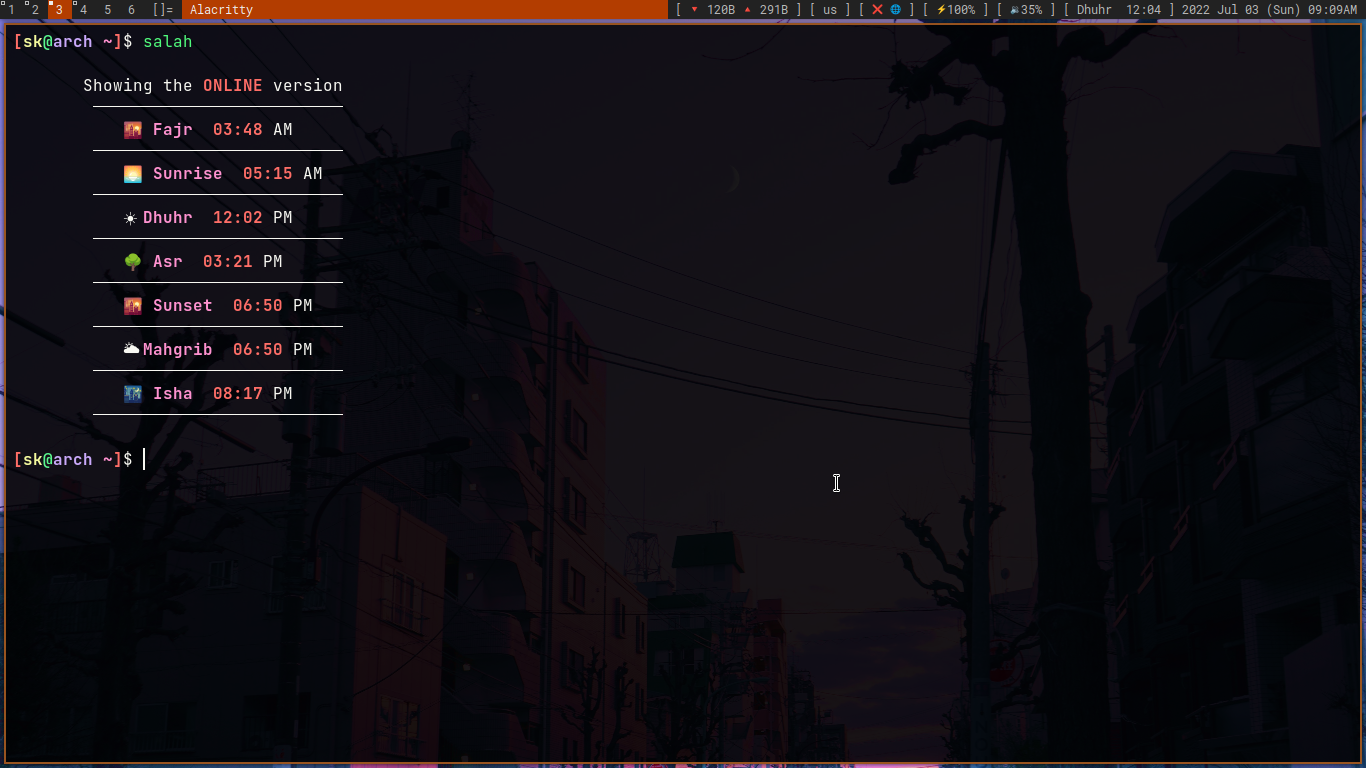 1 2 3 4 5 6 []= Alacritty [ 🔻 120B 🔺 291B ] [ us ] [ ❌ 🌐 ] [ ⚡100% ] [ 🔉35% ] [ Dhuhr 12:04 ] 2022 Jul 03 (Sun) 09:09AM
[sk@arch ~]$ salah
Showing the ONLINE version
🌇 Fajr 03:48 AM
🌅 Sunrise 05:15 AM
☀ Dhuhr 12:02 PM
🌳 Asr 03:21 PM
🌇 Sunset 06:50 PM
🌥 Mahgrib 06:50 PM
🌃 Isha 08:17 PM
[sk@arch ~]$